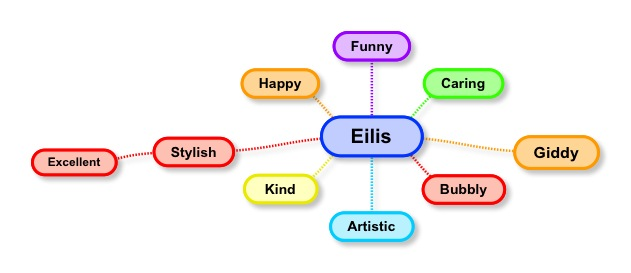 Funny
Happy
Caring
Eilis
Excellent
Stylish
Giddy
Kind
Bubbly
Artistic